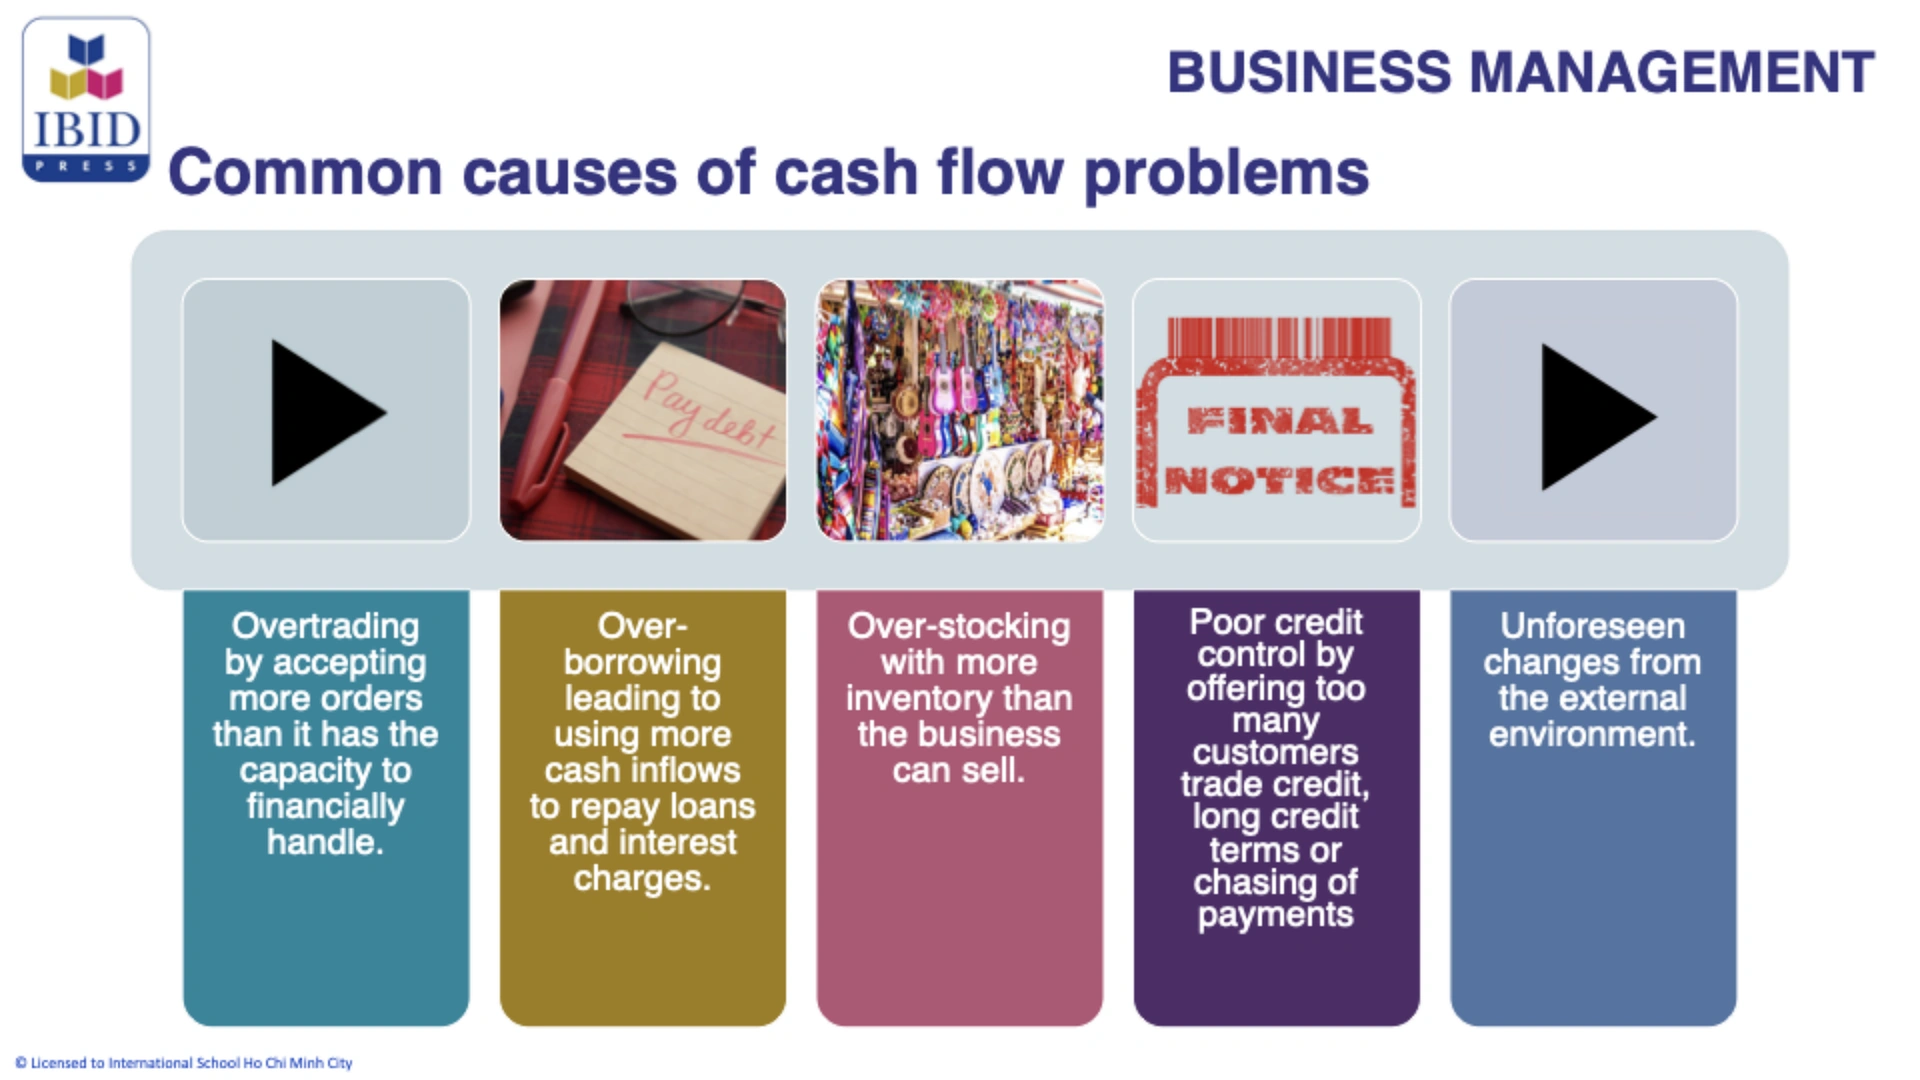 IBID
PRESS
BUSINESS MANAGEMENT
Common causes of cash flow problems
Pay debt
FINAL
NOTICE
Overtrading
by accepting
more orders
than it has the
capacity to
financially
handle.
Over-
borrowing
leading to
using more
cash inflows
to repay loans
and interest
charges.
Over-stocking
with more
inventory than
the business
can sell.
Poor credit
control by
offering too
many
customers
trade credit,
long credit
terms or
chasing of
payments
Unforeseen
changes from
the external
environment.
© Licensed to International School Ho Chi Minh City